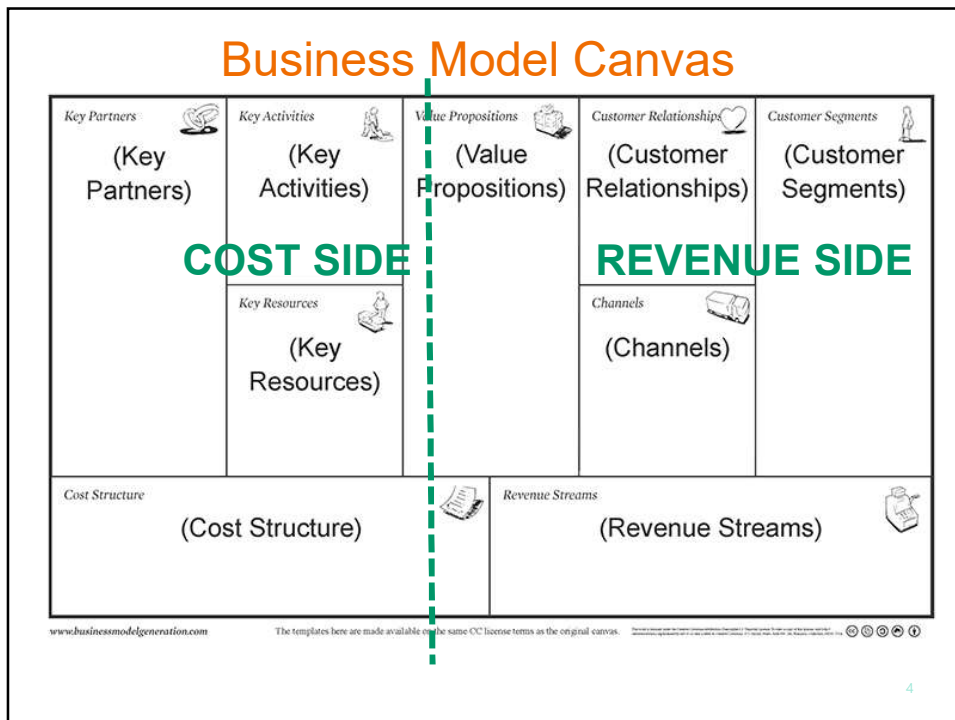 Business Model Canvas
Key Partners
(Key
Partners)
Key Activities
(Key
Activities)
Value Propositions
(Value
Propositions)
Customer Relationships
(Customer
Relationships)
Customer Segments
(Customer
Segments)
COST SIDE
REVENUE SIDE
Key Resources
(Key
Resources)
Channels
(Channels)
Cost Structure
(Cost Structure)
Revenue Streams
(Revenue Streams)
www.businessmodelgeneration.com
The templates here are made available on the same CC license terms as the original canvas.
4